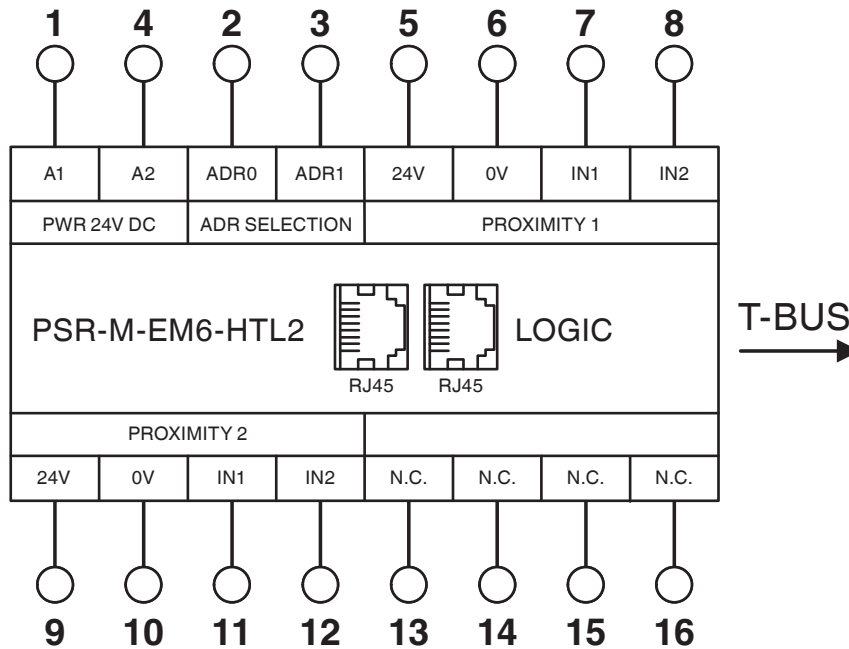 1 4 2 3 5 6 7 8
A1 A2 ADR0 ADR1 24V 0V IN1 IN2
PWR 24V DC ADR SELECTION PROXIMITY 1
PSR-M-EM6-HTL2 LOGIC T-BUS
RJ45 RJ45
PROXIMITY 2
24V 0V IN1 IN2 N.C. N.C. N.C. N.C.
9 10 11 12 13 14 15 16